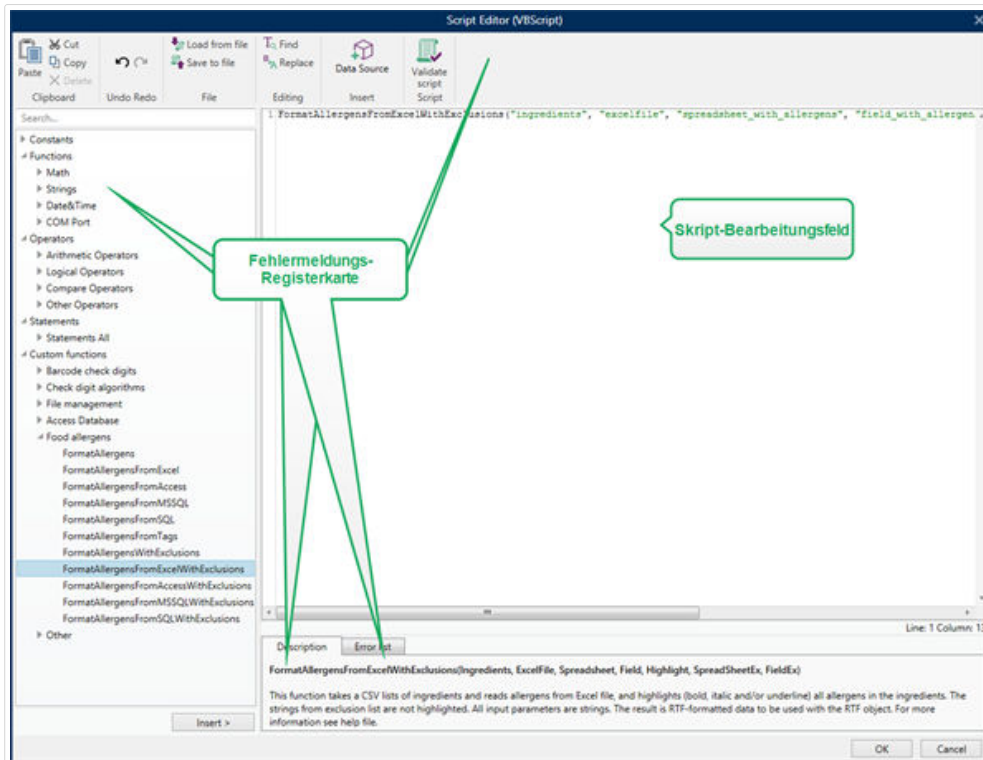 Script Editor (VBScript)
Paste
Cut
Copy
Delete
Clipboard
Undo Redo
Load from file
Save to file
File
Find
Replace
Editing
Data Source
Insert
Validate
script
Script
Search...
Constants
Functions
Math
Strings
Date&Time
COM Port
Operators
Arithmetic Operators
Logical Operators
Compare Operators
Other Operators
Statements
Statements All
Custom functions
Barcode check digits
Check digit algorithms
File management
Access Database
Food allergens
FormatAllergens
FormatAllergensFromExcel
FormatAllergensFromAccess
FormatAllergensFromMSSQL
FormatAllergensFromSQL
FormatAllergensFromTags
FormatAllergensWithExclusions
FormatAllergensFromExcelWithExclusions
FormatAllergensFromAccessWithExclusions
FormatAllergensFromMSSQLWithExclusions
FormatAllergensFromSQLWithExclusions
Other
Insert >
1 FormatAllergensFromExcelWithExclusions("ingredients", "excelfile", "spreadsheet_with_allergens", "field_with_allergen
Fehlermeldungs-
Registerkarte
Skript-Bearbeitungsfeld
Line: 1 Column: 13
Description
Error list
FormatAllergensFromExcelWithExclusions(Ingredients, ExcelFile, Spreadsheet, Field, Highlight, SpreadSheetEx, FieldEx)
This function takes a CSV lists of ingredients and reads allergens from Excel file, and highlights (bold, italic and/or underline) all allergens in the ingredients. The
strings from exclusion list are not highlighted. All input parameters are strings. The result is RTF-formatted data to be used with the RTF object. For more
information see help file.
OK
Cancel